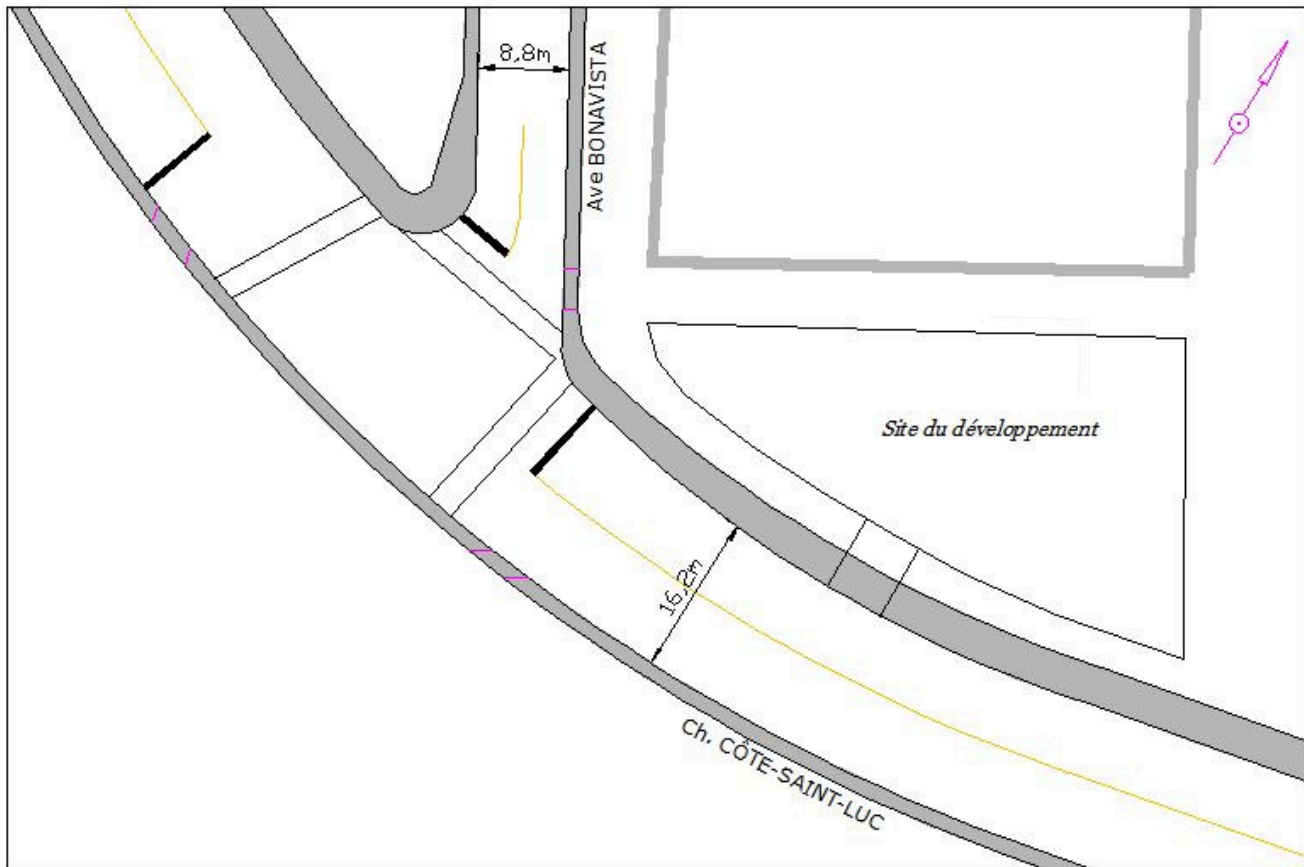 8,8m
Ave BONAVISTA
Site du développement
16,2m
Ch. CÔTE-SAINT-LUC